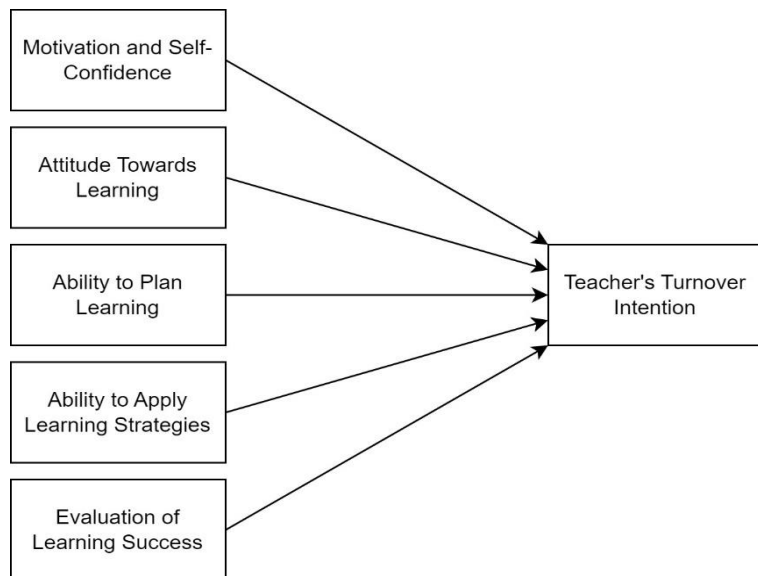 Motivation and Self-
Confidence
Attitude Towards
Learning
Ability to Plan
Learning
Teacher's Turnover
Intention
Ability to Apply
Learning Strategies
Evaluation of
Learning Success